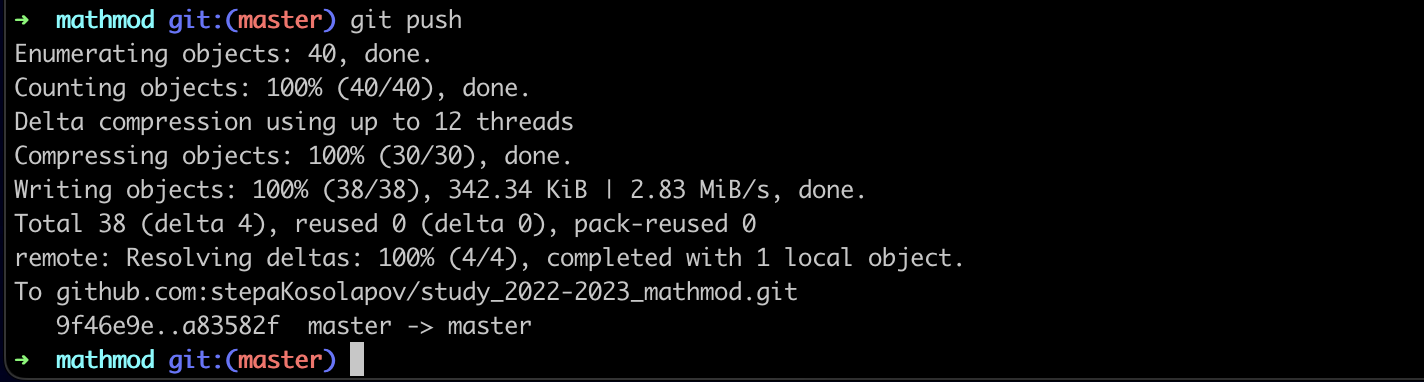 ➜  mathmod git:(master) git push
Enumerating objects: 40, done.
Counting objects: 100% (40/40), done.
Delta compression using up to 12 threads
Compressing objects: 100% (30/30), done.
Writing objects: 100% (38/38), 342.34 KiB | 2.83 MiB/s, done.
Total 38 (delta 4), reused 0 (delta 0), pack-reused 0
remote: Resolving deltas: 100% (4/4), completed with 1 local object.
To github.com:stepaKosolapov/study_2022-2023_mathmod.git
   9f46e9e..a83582f  master -> master
➜  mathmod git:(master)